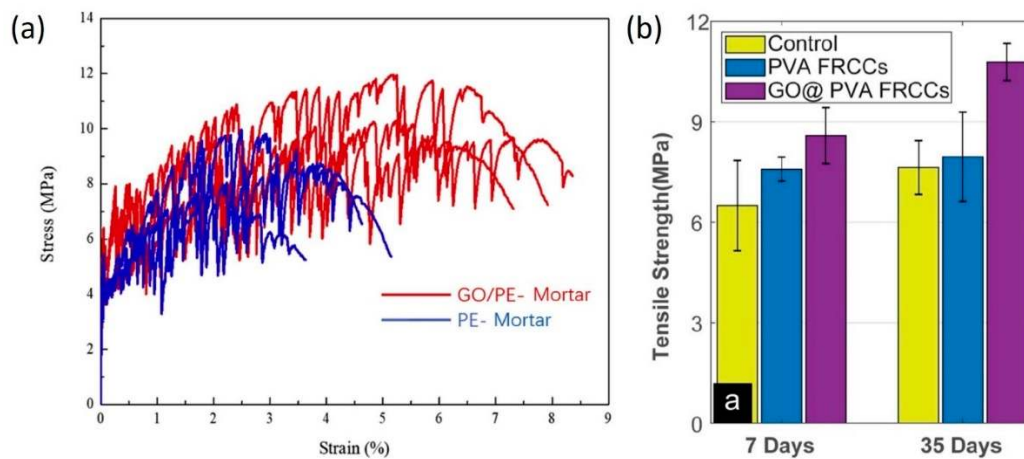 (a)
14
12
10
8
6
4
2
0
Stress (MPa)
GO/PE- Mortar
PE- Mortar
0 1 2 3 4 5 6 7 8 9
Strain (%)
(b)
12
9
6
3
0
Tensile Strength(MPa)
Control
PVA FRCCs
GO@ PVA FRCCs
a
7 Days 35 Days